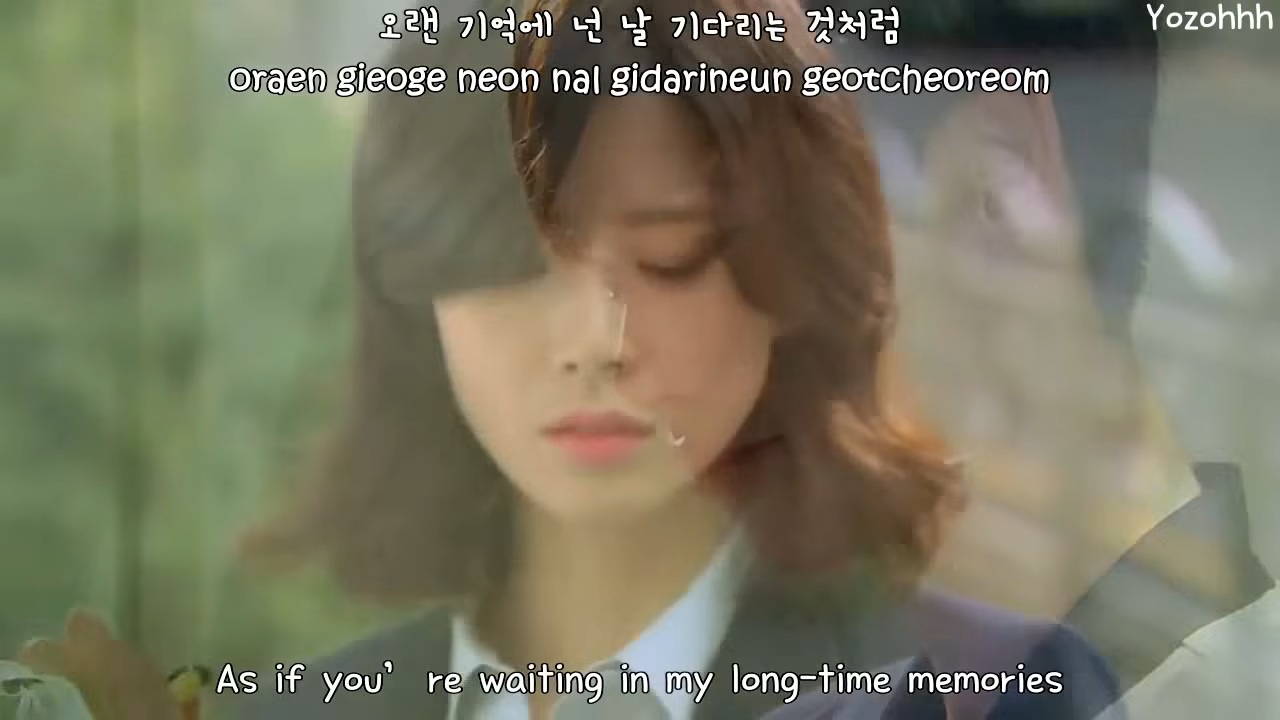 오랜 기억에 넌 날 기다리는 것처럼
Yozohhh
oraen gieoge neon nal gidarineun geotcheoreom
As if you’ re waiting in my long-time memories